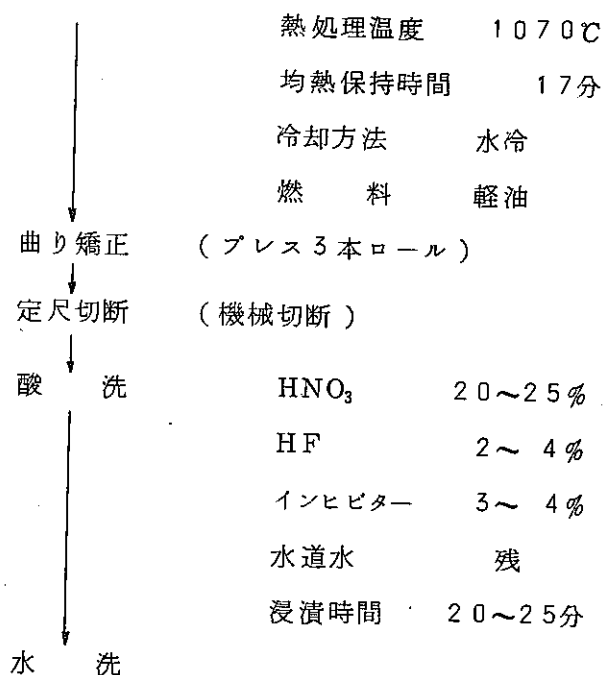 熱処理温度 1070℃
均熱保持時間 17分
冷却方法 水冷
燃 料 軽油
曲り矯正 (プレス3本ロール)
定尺切断 (機械切断)
酸 洗 HNO₃ 20~25%
HF 2~ 4%
インヒビター 3~ 4%
水道水 残
浸漬時間 20~25分
水 洗